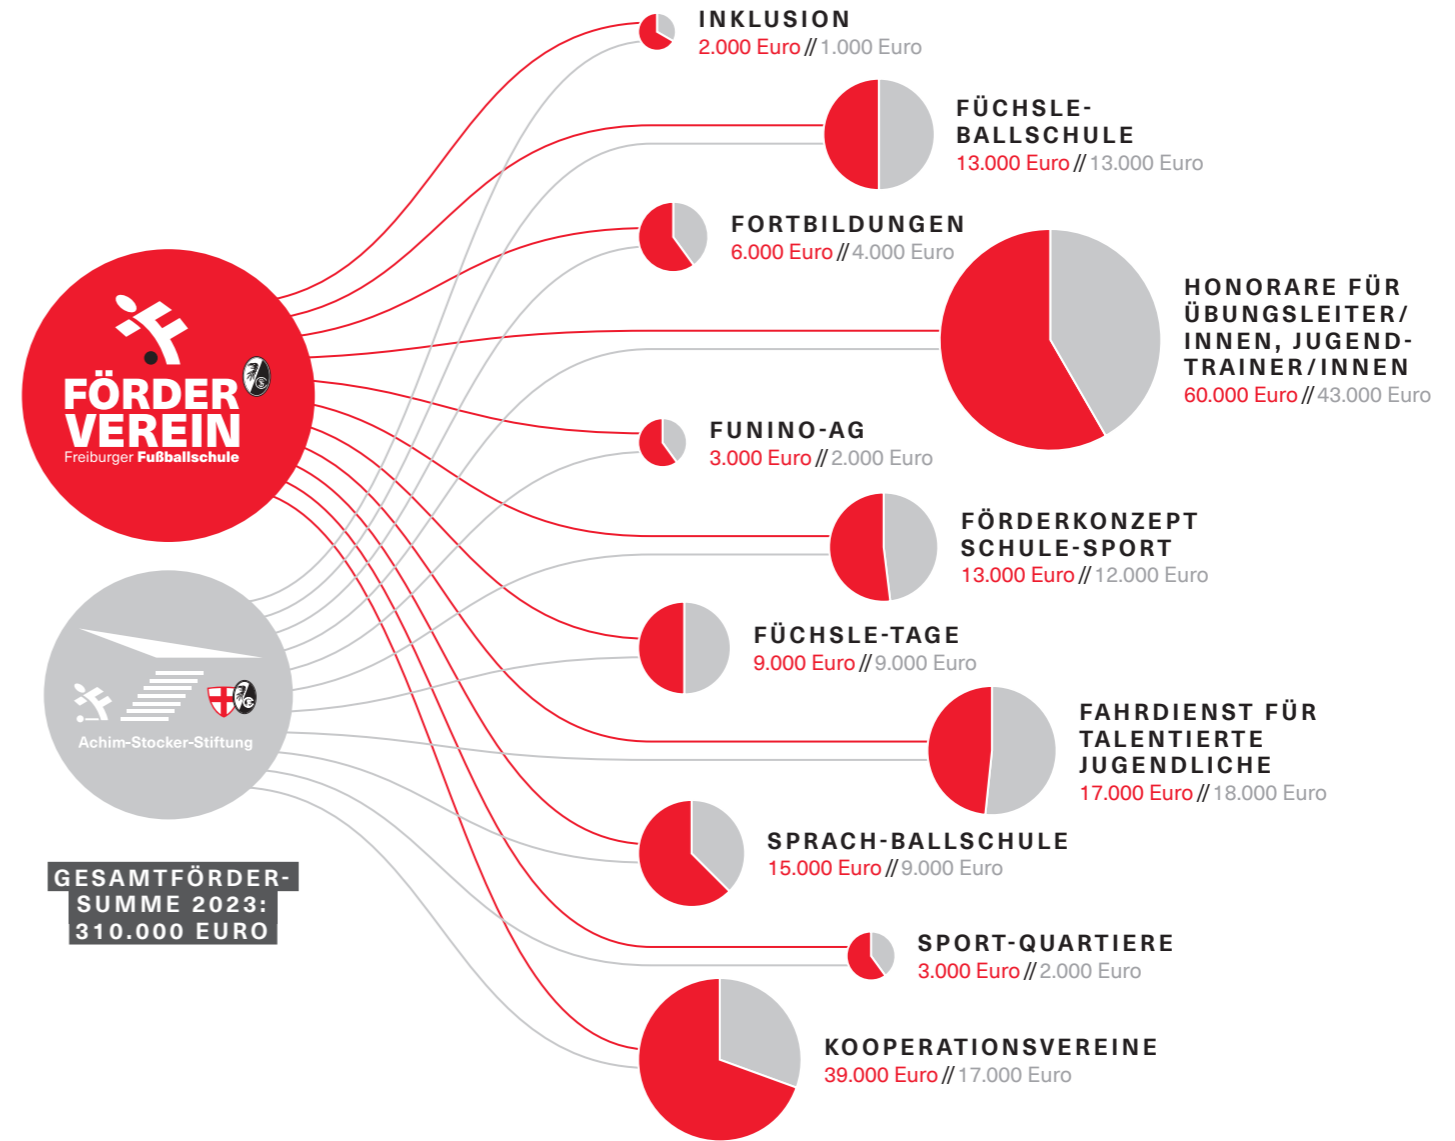 INKLUSION
2.000 Euro // 1.000 Euro
FÜCHSLE-
BALLSCHULE
13.000 Euro // 13.000 Euro
FORTBILDUNGEN
6.000 Euro // 4.000 Euro
HONORARE FÜR
ÜBUNGSLEITER/
INNEN, JUGEND-
TRAINER/INNEN
60.000 Euro // 43.000 Euro
FÖRDER
VEREIN
Freiburger Fußballschule
FUNINO-AG
3.000 Euro // 2.000 Euro
FÖRDERKONZEPT
SCHULE-SPORT
13.000 Euro // 12.000 Euro
FÜCHSLE-TAGE
9.000 Euro // 9.000 Euro
Achim-Stocker-Stiftung
FAHRDIENST FÜR
TALENTIERTE
JUGENDLICHE
17.000 Euro // 18.000 Euro
SPRACH-BALLSCHULE
15.000 Euro // 9.000 Euro
GESAMTFÖRDER-
SUMME 2023:
310.000 EURO
SPORT-QUARTIERE
3.000 Euro // 2.000 Euro
KOOPERATIONSVEREINE
39.000 Euro // 17.000 Euro